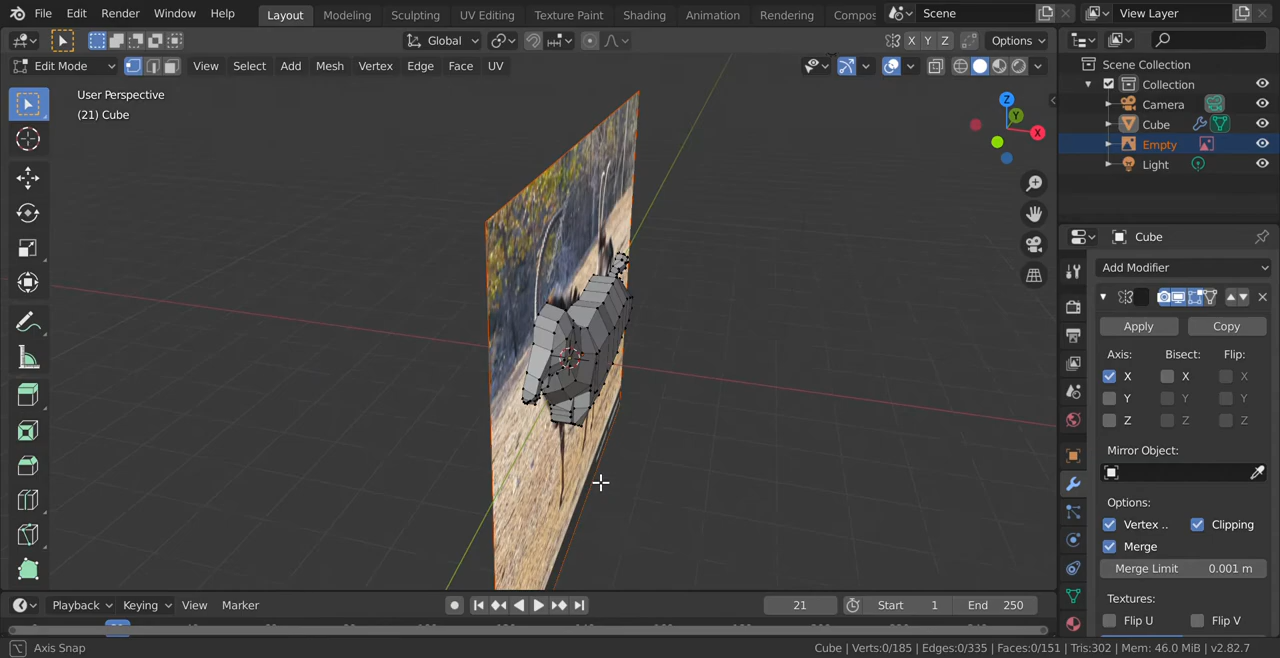 File Edit Render Window Help Layout Modeling Sculpting UV Editing Texture Paint Shading Animation Rendering Compos Scene View Layer
Global X Y Z Options
Edit Mode View Select Add Mesh Vertex Edge Face UV
User Perspective
(21) Cube
Z
Y
X
Scene Collection
Collection
Camera
Cube
Empty
Light
Cube
Add Modifier
Apply Copy
Axis: Bisect: Flip:
X X X
Y Y Y
Z Z Z
Mirror Object:
Options:
Vertex .. Clipping
Merge
Merge Limit 0.001 m
Textures:
Flip U Flip V
Playback Keying View Marker 21 Start 1 End 250
Axis Snap Cube | Verts:0/185 | Edges:0/335 | Faces:0/151 | Tris:302 | Mem: 46.0 MiB | v2.82.7